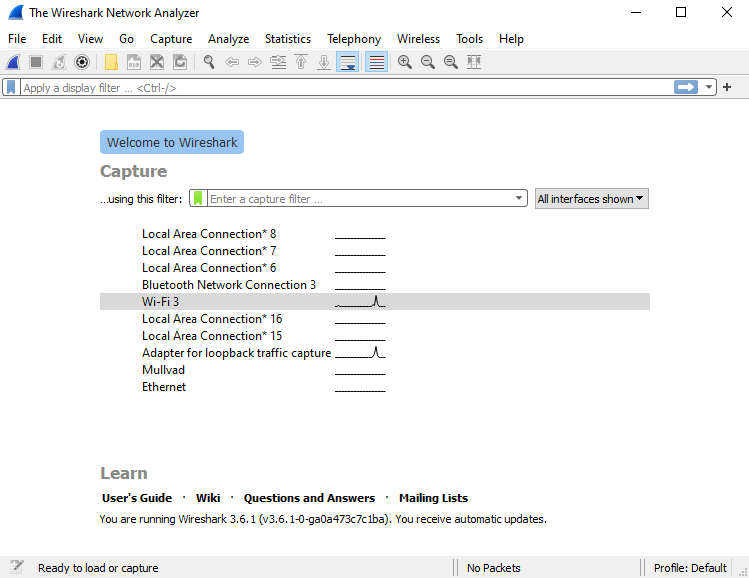 The Wireshark Network Analyzer
File Edit View Go Capture Analyze Statistics Telephony Wireless Tools Help
Apply a display filter ... <Ctrl-/>
Welcome to Wireshark
Capture
...using this filter: Enter a capture filter ... All interfaces shown
Local Area Connection* 8
Local Area Connection* 7
Local Area Connection* 6
Bluetooth Network Connection 3
Wi-Fi 3
Local Area Connection* 16
Local Area Connection* 15
Adapter for loopback traffic capture
Mullvad
Ethernet
Learn
User's Guide · Wiki · Questions and Answers · Mailing Lists
You are running Wireshark 3.6.1 (v3.6.1-0-ga0a473c7c1ba). You receive automatic updates.
Ready to load or capture No Packets Profile: Default